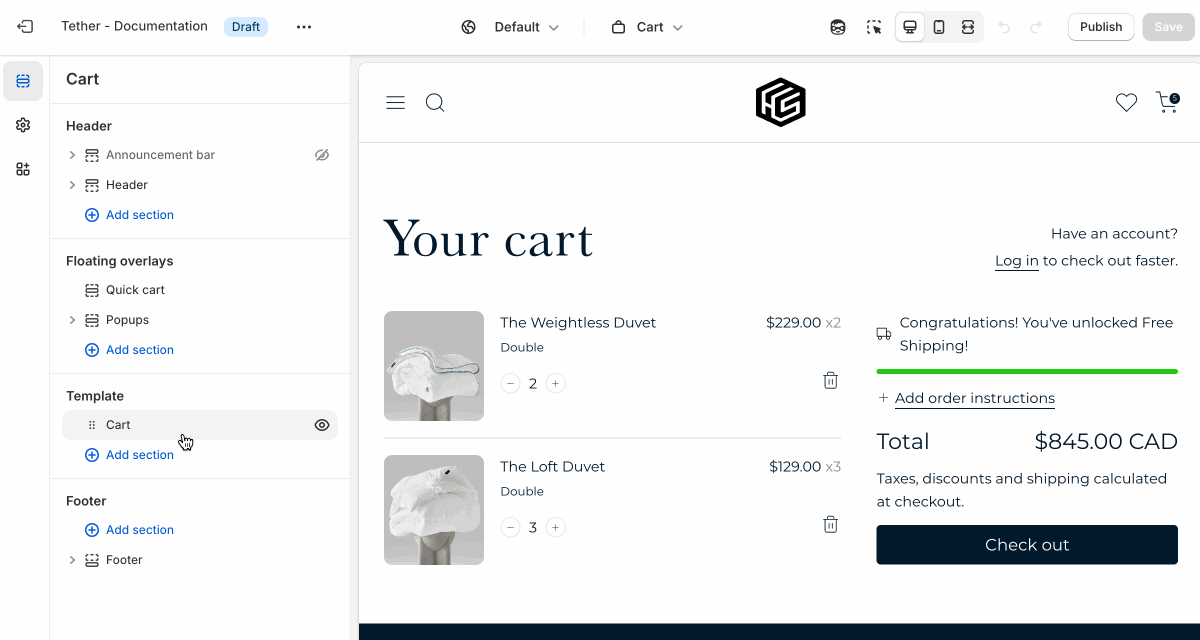 Tether - Documentation Draft Default Cart Publish Save
Cart
Header
Announcement bar
Header
Add section
Floating overlays
Quick cart
Popups
Add section
Template
Cart
Add section
Footer
Add section
Footer
Your cart
Have an account?
Log in to check out faster.
The Weightless Duvet $229.00 x2
Double
2
The Loft Duvet $129.00 x3
Double
3
Congratulations! You've unlocked Free
Shipping!
Add order instructions
Total $845.00 CAD
Taxes, discounts and shipping calculated
at checkout.
Check out